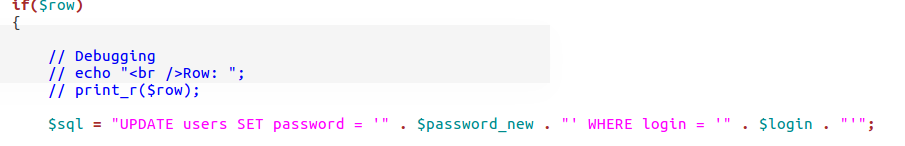 if($row)
{
// Debugging
// echo "<br />Row: ";
// print_r($row);
$sql = "UPDATE users SET password = '" . $password_new . "' WHERE login = '" . $login . "'";